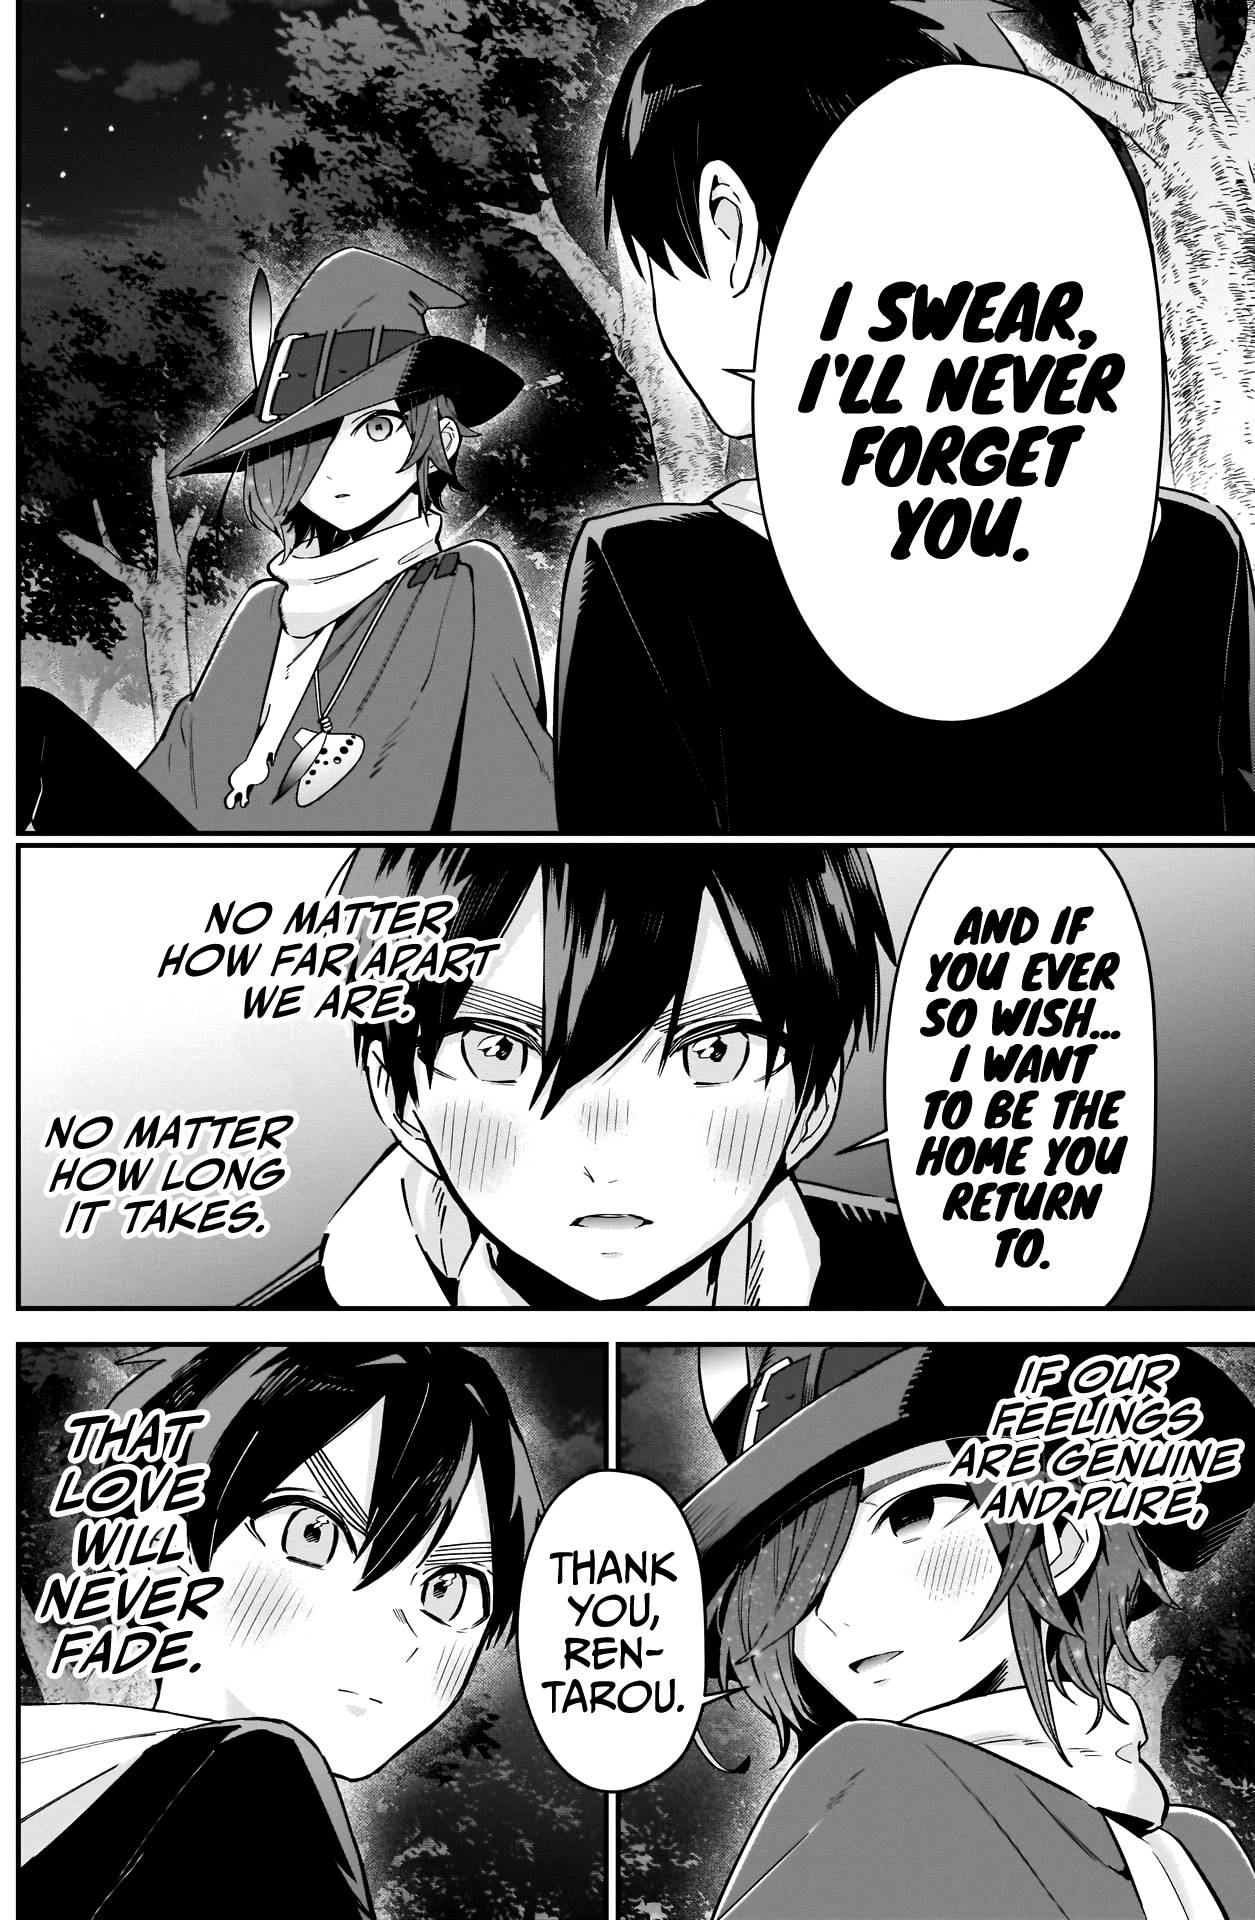 I SWEAR,
I'LL NEVER
FORGET
YOU.
AND IF
YOU EVER
SO WISH...
I WANT
TO BE THE
HOME YOU
RETURN
TO.
NO MATTER
HOW FAR APART
WE ARE.
NO MATTER
HOW LONG
IT TAKES.
IF OUR
FEELINGS
ARE GENUINE
AND PURE,
THANK
YOU,
REN-
TAROU.
THAT
LOVE
WILL
NEVER
FADE.